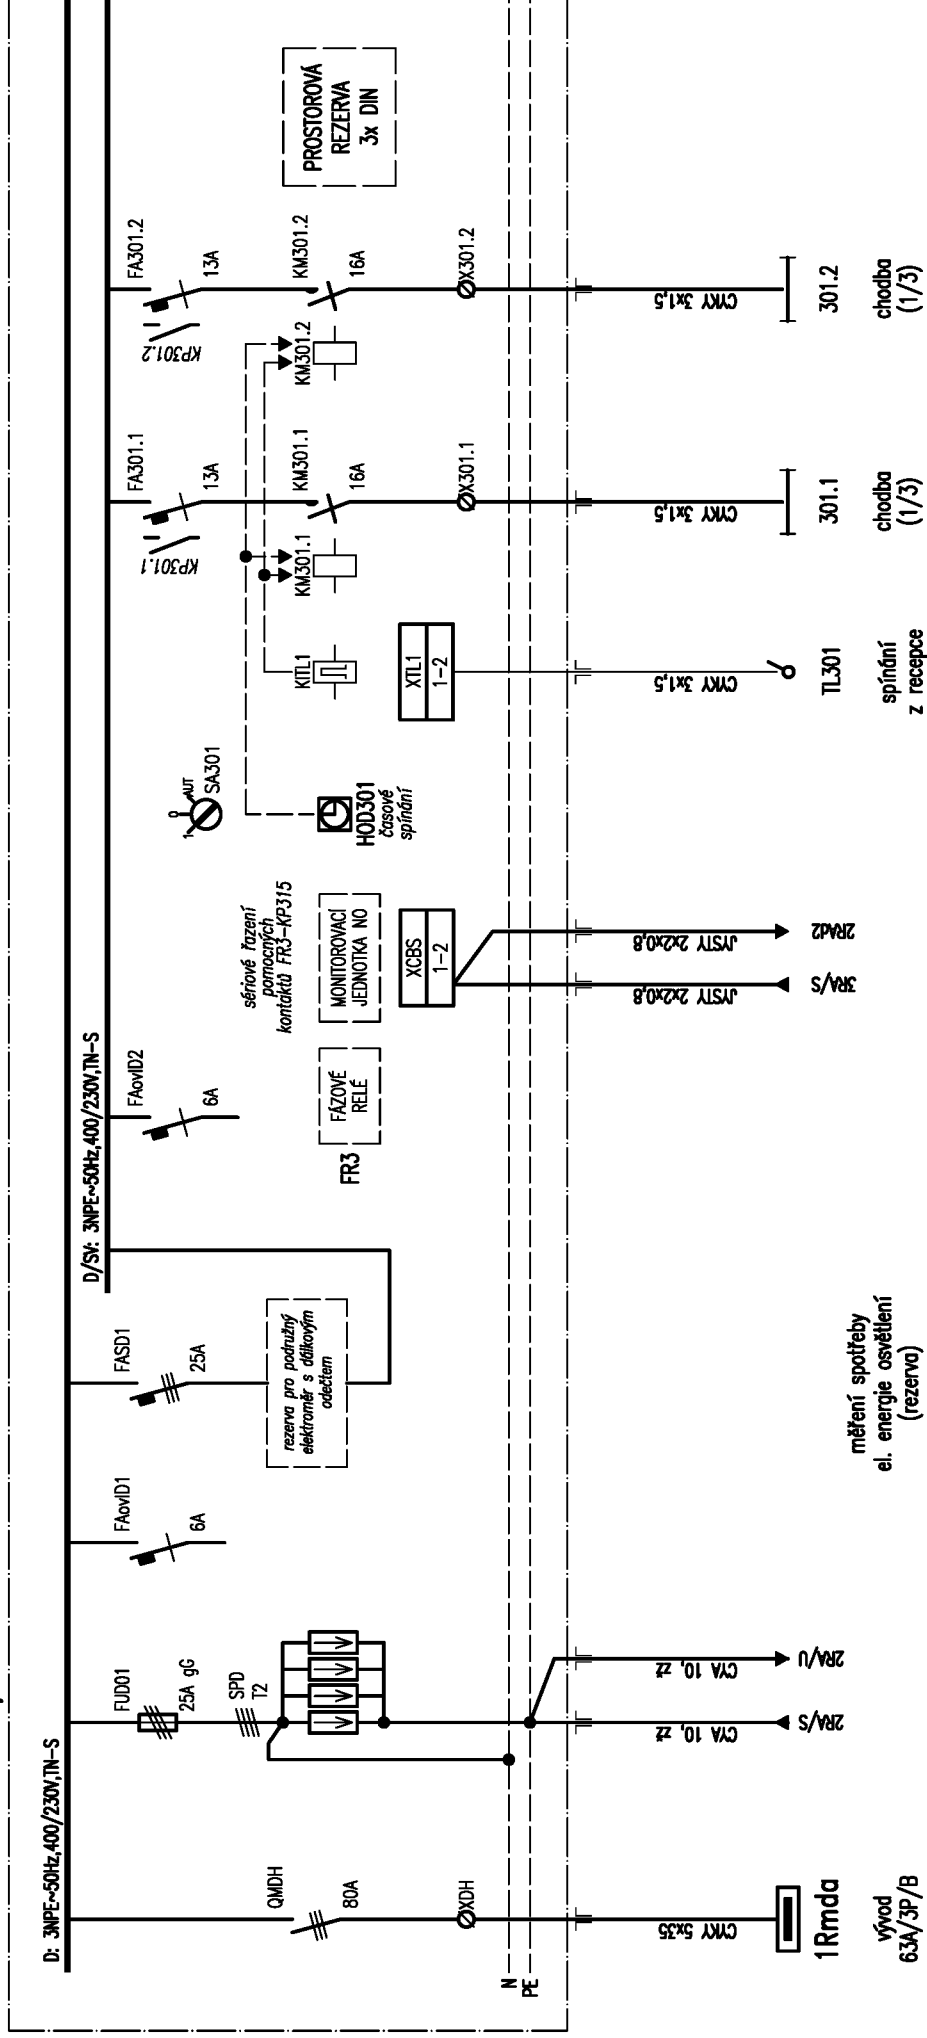 D: 3NPE~50Hz,400/230V,TN-S
QMDH
80A
XDH
CYKY 5x35
1Rmda
vývod
63A/3P/B
N
PE
FUD01
25A gG
SPD
T2
CYA 10, zž
2RA/S
CYA 10, zž
2RA/U
FAovID1
6A
FASD1
25A
rezerva pro podružný
elektroměr s dálkovým
odečtem
měření spotřeby
el. energie osvětlení
(rezerva)
D/SV: 3NPE~50Hz,400/230V,TN-S
FAovID2
6A
FR3
FÁZOVÉ
RELÉ
sériové řazení
pomocných
kontaktů FR3-KP315
MONITOROVACÍ
JEDNOTKA NO
XCBS
1-2
JYSTY 2x2x0,8
3RA/S
JYSTY 2x2x0,8
2RAd2
1
0
AUT
SA301
HOD301
časové
spínání
KITL1
XTL1
1-2
CYKY 3x1,5
TL301
spínání
z recepce
FA301.1
13A
KP301.1
KM301.1
KM301.1
16A
X301.1
CYKY 3x1,5
301.1
chodba
(1/3)
FA301.2
13A
KP301.2
KM301.2
KM301.2
16A
X301.2
CYKY 3x1,5
301.2
chodba
(1/3)
PROSTOROVÁ
REZERVA
3x DIN